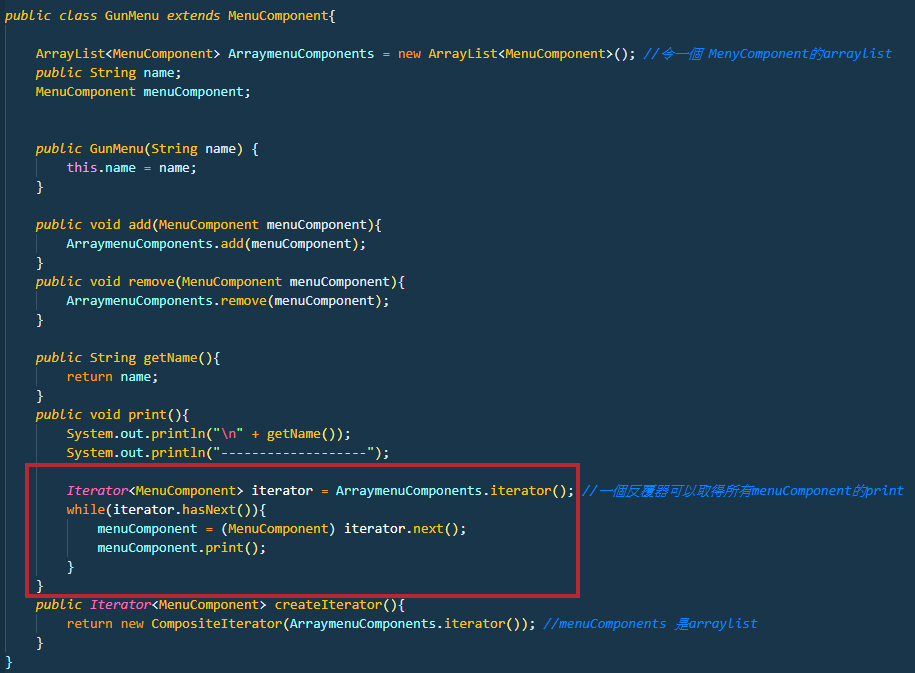 public class GunMenu extends MenuComponent{
ArrayList<MenuComponent> ArraymenuComponents = new ArrayList<MenuComponent>(); //令一個 MenyComponent的arraylist
public String name;
MenuComponent menuComponent;
public GunMenu(String name) {
this.name = name;
}
public void add(MenuComponent menuComponent){
ArraymenuComponents.add(menuComponent);
}
public void remove(MenuComponent menuComponent){
ArraymenuComponents.remove(menuComponent);
}
public String getName(){
return name;
}
public void print(){
System.out.println("\n" + getName());
System.out.println("-------------------");
Iterator<MenuComponent> iterator = ArraymenuComponents.iterator(); //一個反覆器可以取得所有menuComponent的print
while(iterator.hasNext()){
menuComponent = (MenuComponent) iterator.next();
menuComponent.print();
}
}
public Iterator<MenuComponent> createIterator(){
return new CompositeIterator(ArraymenuComponents.iterator()); //menuComponents 是arraylist
}
}